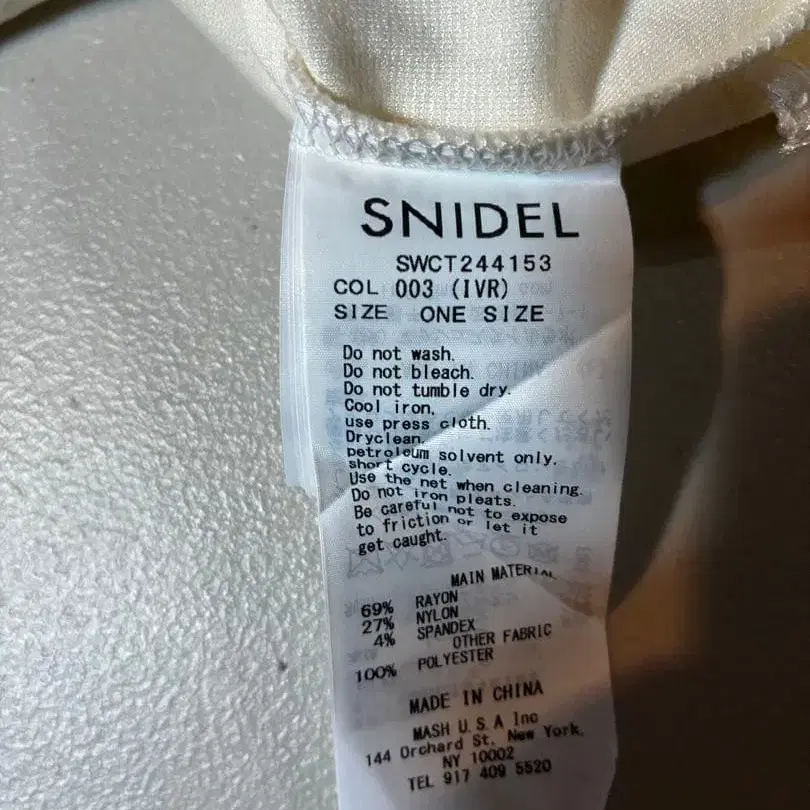 SNIDEL
SWCT244153
COL 003 (IVR)
SIZE ONE SIZE
Do not wash.
Do not bleach.
Do not tumble dry.
Cool iron,
use press cloth.
Dryclean,
petroleum solvent only,
short cycle.
Use the net when cleaning.
Do not iron pleats.
Be careful not to expose
to friction or let it
get caught.
MAIN MATERIAL
69% RAYON
27% NYLON
4% SPANDEX
OTHER FABRIC
100% POLYESTER
MADE IN CHINA
MASH U.S.A Inc
144 Orchard St. New York,
NY 10002
TEL 917 409 5520